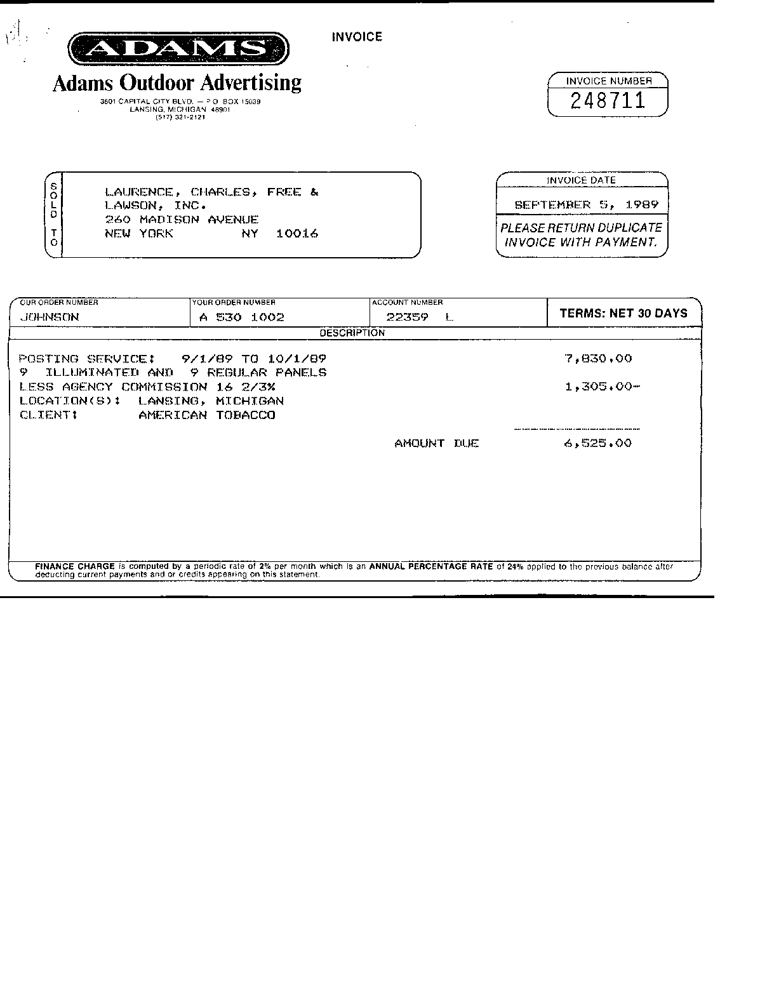 INVOICE
ADAMS
Adams Outdoor Advertising
3801 CAPITAL CITY BLVD. — P.O. BOX 15039
LANSING, MICHIGAN 48901
(517) 321-2121
INVOICE NUMBER
248711
SOLD TO
LAURENCE, CHARLES, FREE &
LAWSON, INC.
260 MADISON AVENUE
NEW YORK NY 10016
INVOICE DATE
SEPTEMBER 5, 1989
PLEASE RETURN DUPLICATE
INVOICE WITH PAYMENT.
OUR ORDER NUMBER YOUR ORDER NUMBER ACCOUNT NUMBER
JOHNSON A 530 1002 22359 L TERMS: NET 30 DAYS
DESCRIPTION
POSTING SERVICE: 9/1/89 TO 10/1/89 7,830.00
9 ILLUMINATED AND 9 REGULAR PANELS
LESS AGENCY COMMISSION 16 2/3% 1,305.00-
LOCATION(S): LANSING, MICHIGAN
CLIENT: AMERICAN TOBACCO
AMOUNT DUE 6,525.00
FINANCE CHARGE is computed by a periodic rate of 2% per month which is an ANNUAL PERCENTAGE RATE of 24% applied to the previous balance after
deducting current payments and or credits appearing on this statement.